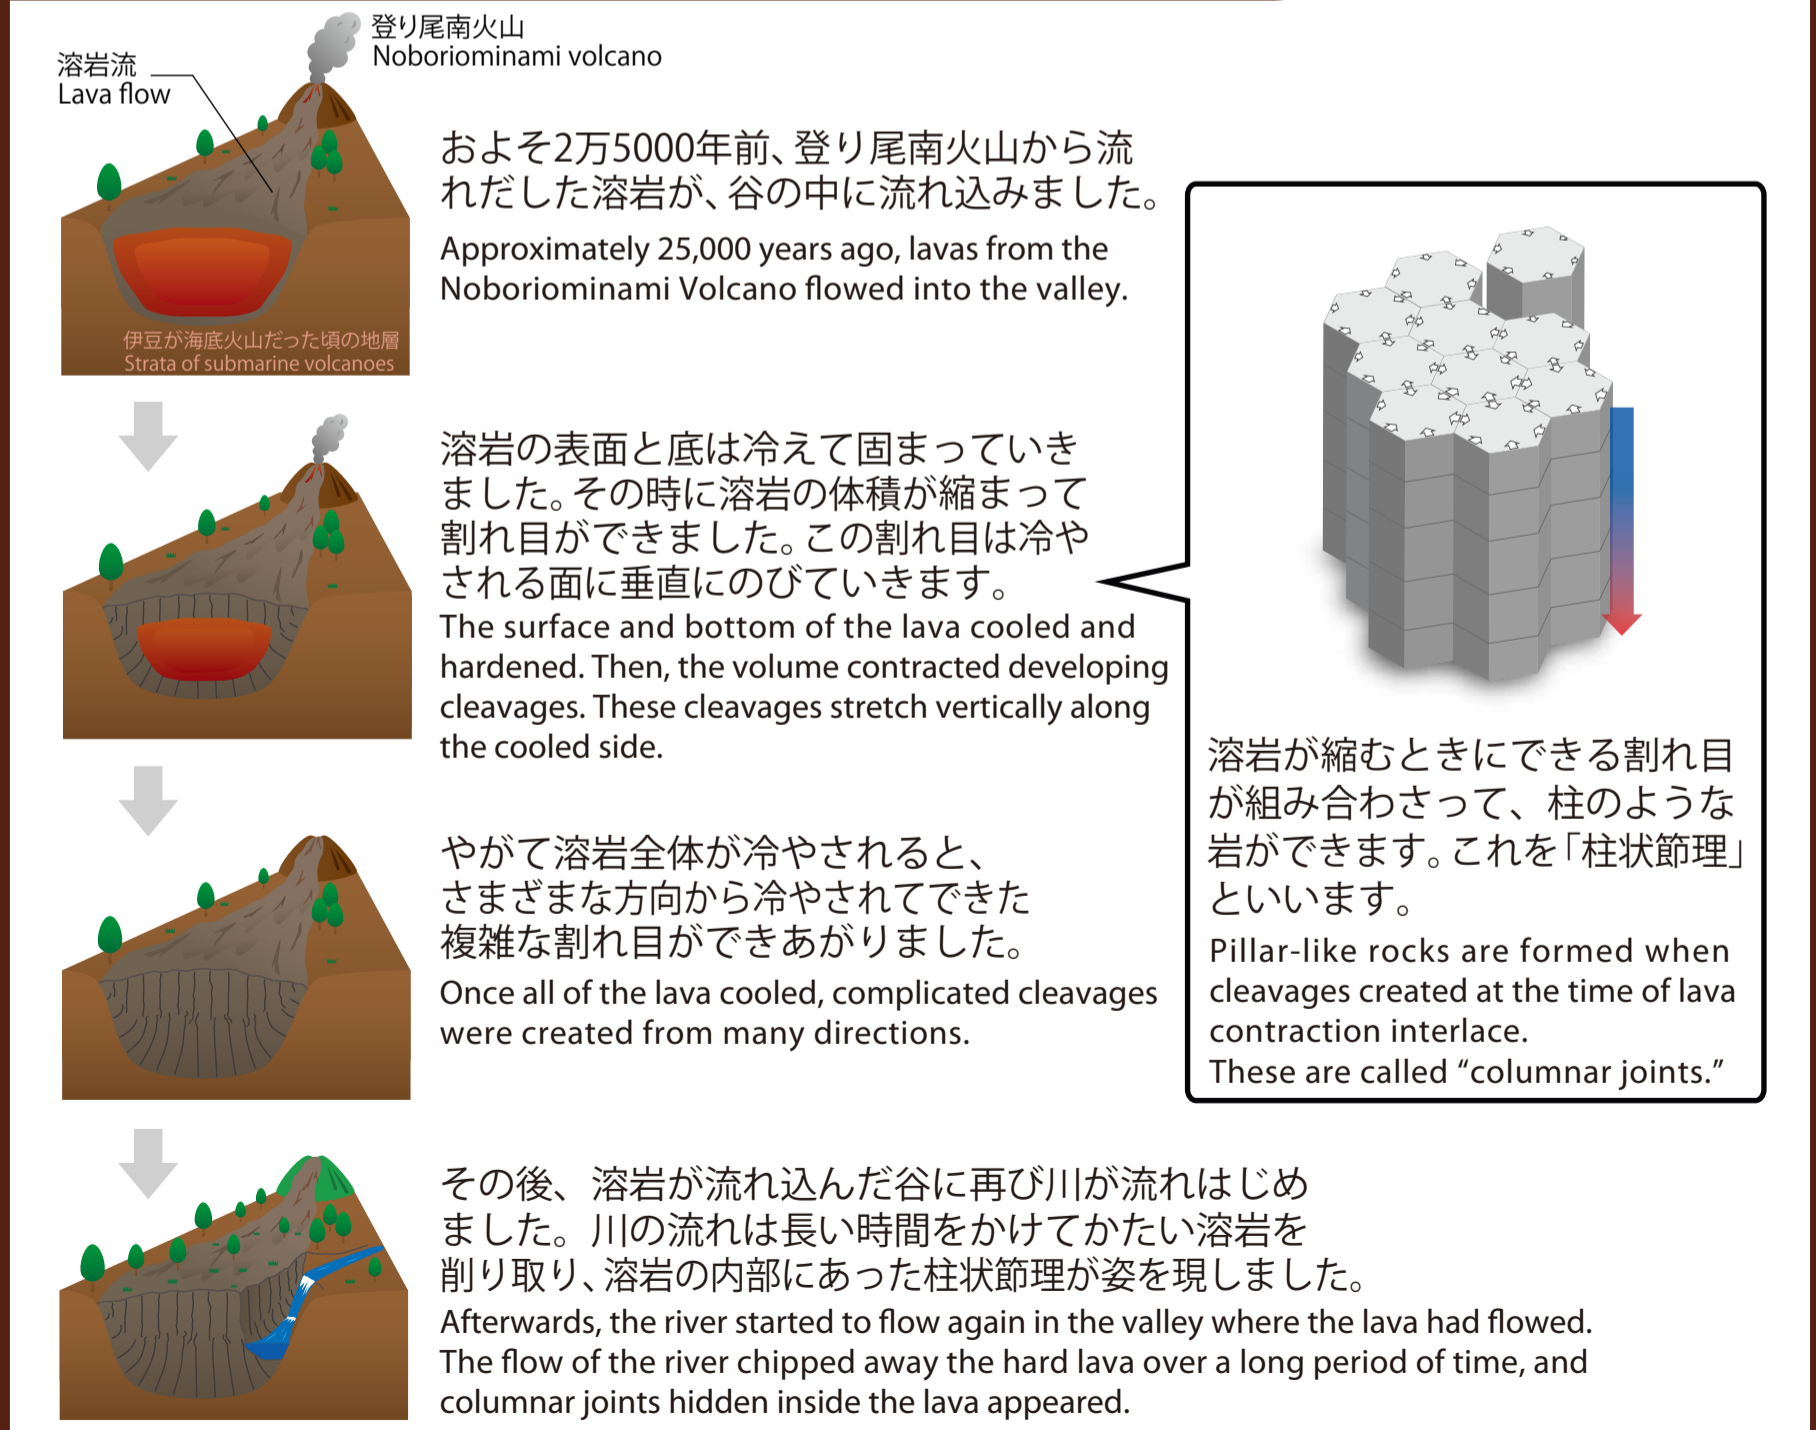 登り尾南火山
Noboriominami volcano
溶岩流
Lava flow
伊豆が海底火山だった頃の地層
Strata of submarine volcanoes
およそ2万5000年前、登り尾南火山から流
れだした溶岩が、谷の中に流れ込みました。
Approximately 25,000 years ago, lavas from the
Noboriominami Volcano flowed into the valley.
溶岩の表面と底は冷えて固まっていき
ました。その時に溶岩の体積が縮まって
割れ目ができました。この割れ目は冷や
される面に垂直にのびていきます。
The surface and bottom of the lava cooled and
hardened. Then, the volume contracted developing
cleavages. These cleavages stretch vertically along
the cooled side.
溶岩が縮むときにできる割れ目
が組み合わさって、柱のような
岩ができます。これを「柱状節理」
といいます。
Pillar-like rocks are formed when
cleavages created at the time of lava
contraction interlace.
These are called “columnar joints.”
やがて溶岩全体が冷やされると、
さまざまな方向から冷やされてできた
複雑な割れ目ができあがりました。
Once all of the lava cooled, complicated cleavages
were created from many directions.
その後、溶岩が流れ込んだ谷に再び川が流れはじめ
ました。川の流れは長い時間をかけてかたい溶岩を
削り取り、溶岩の内部にあった柱状節理が姿を現しました。
Afterwards, the river started to flow again in the valley where the lava had flowed.
The flow of the river chipped away the hard lava over a long period of time, and
columnar joints hidden inside the lava appeared.